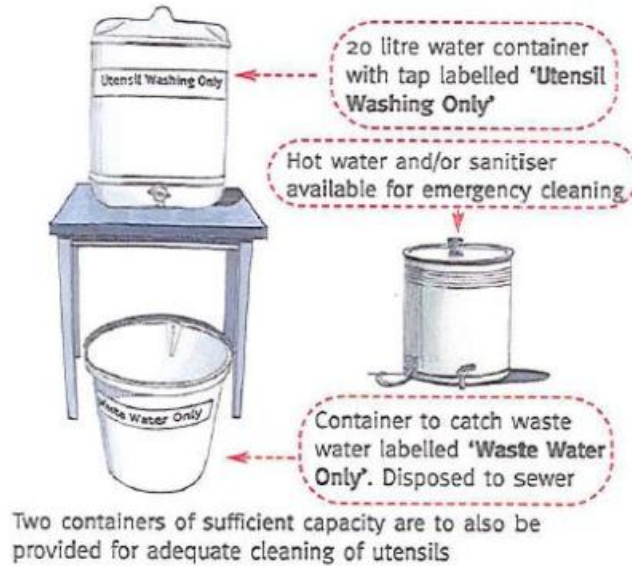 Utensil Washing Only
20 litre water container
with tap labelled 'Utensil
Washing Only'
Hot water and/or sanitiser
available for emergency cleaning
Waste Water Only
Container to catch waste
water labelled 'Waste Water
Only'. Disposed to sewer
Two containers of sufficient capacity are to also be
provided for adequate cleaning of utensils